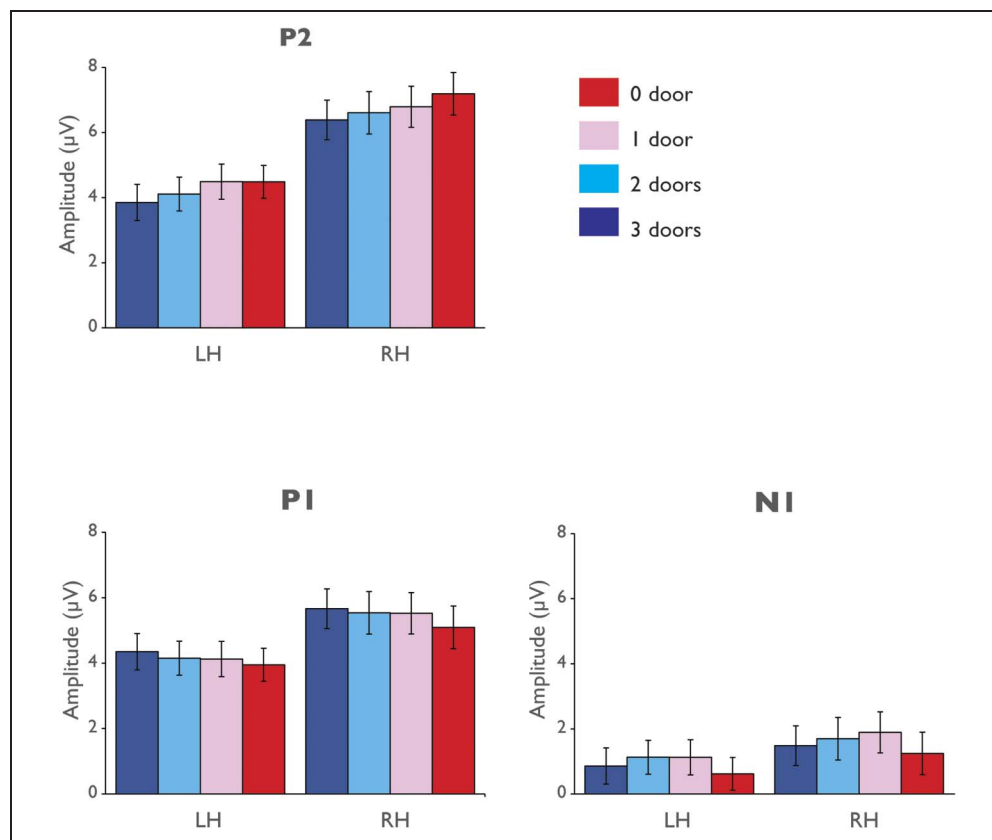 P2
8
6
4
2
0
Amplitude (µV)
LH
RH
0 door
1 door
2 doors
3 doors
P1
8
6
4
2
0
Amplitude (µV)
LH
RH
N1
8
6
4
2
0
Amplitude (µV)
LH
RH